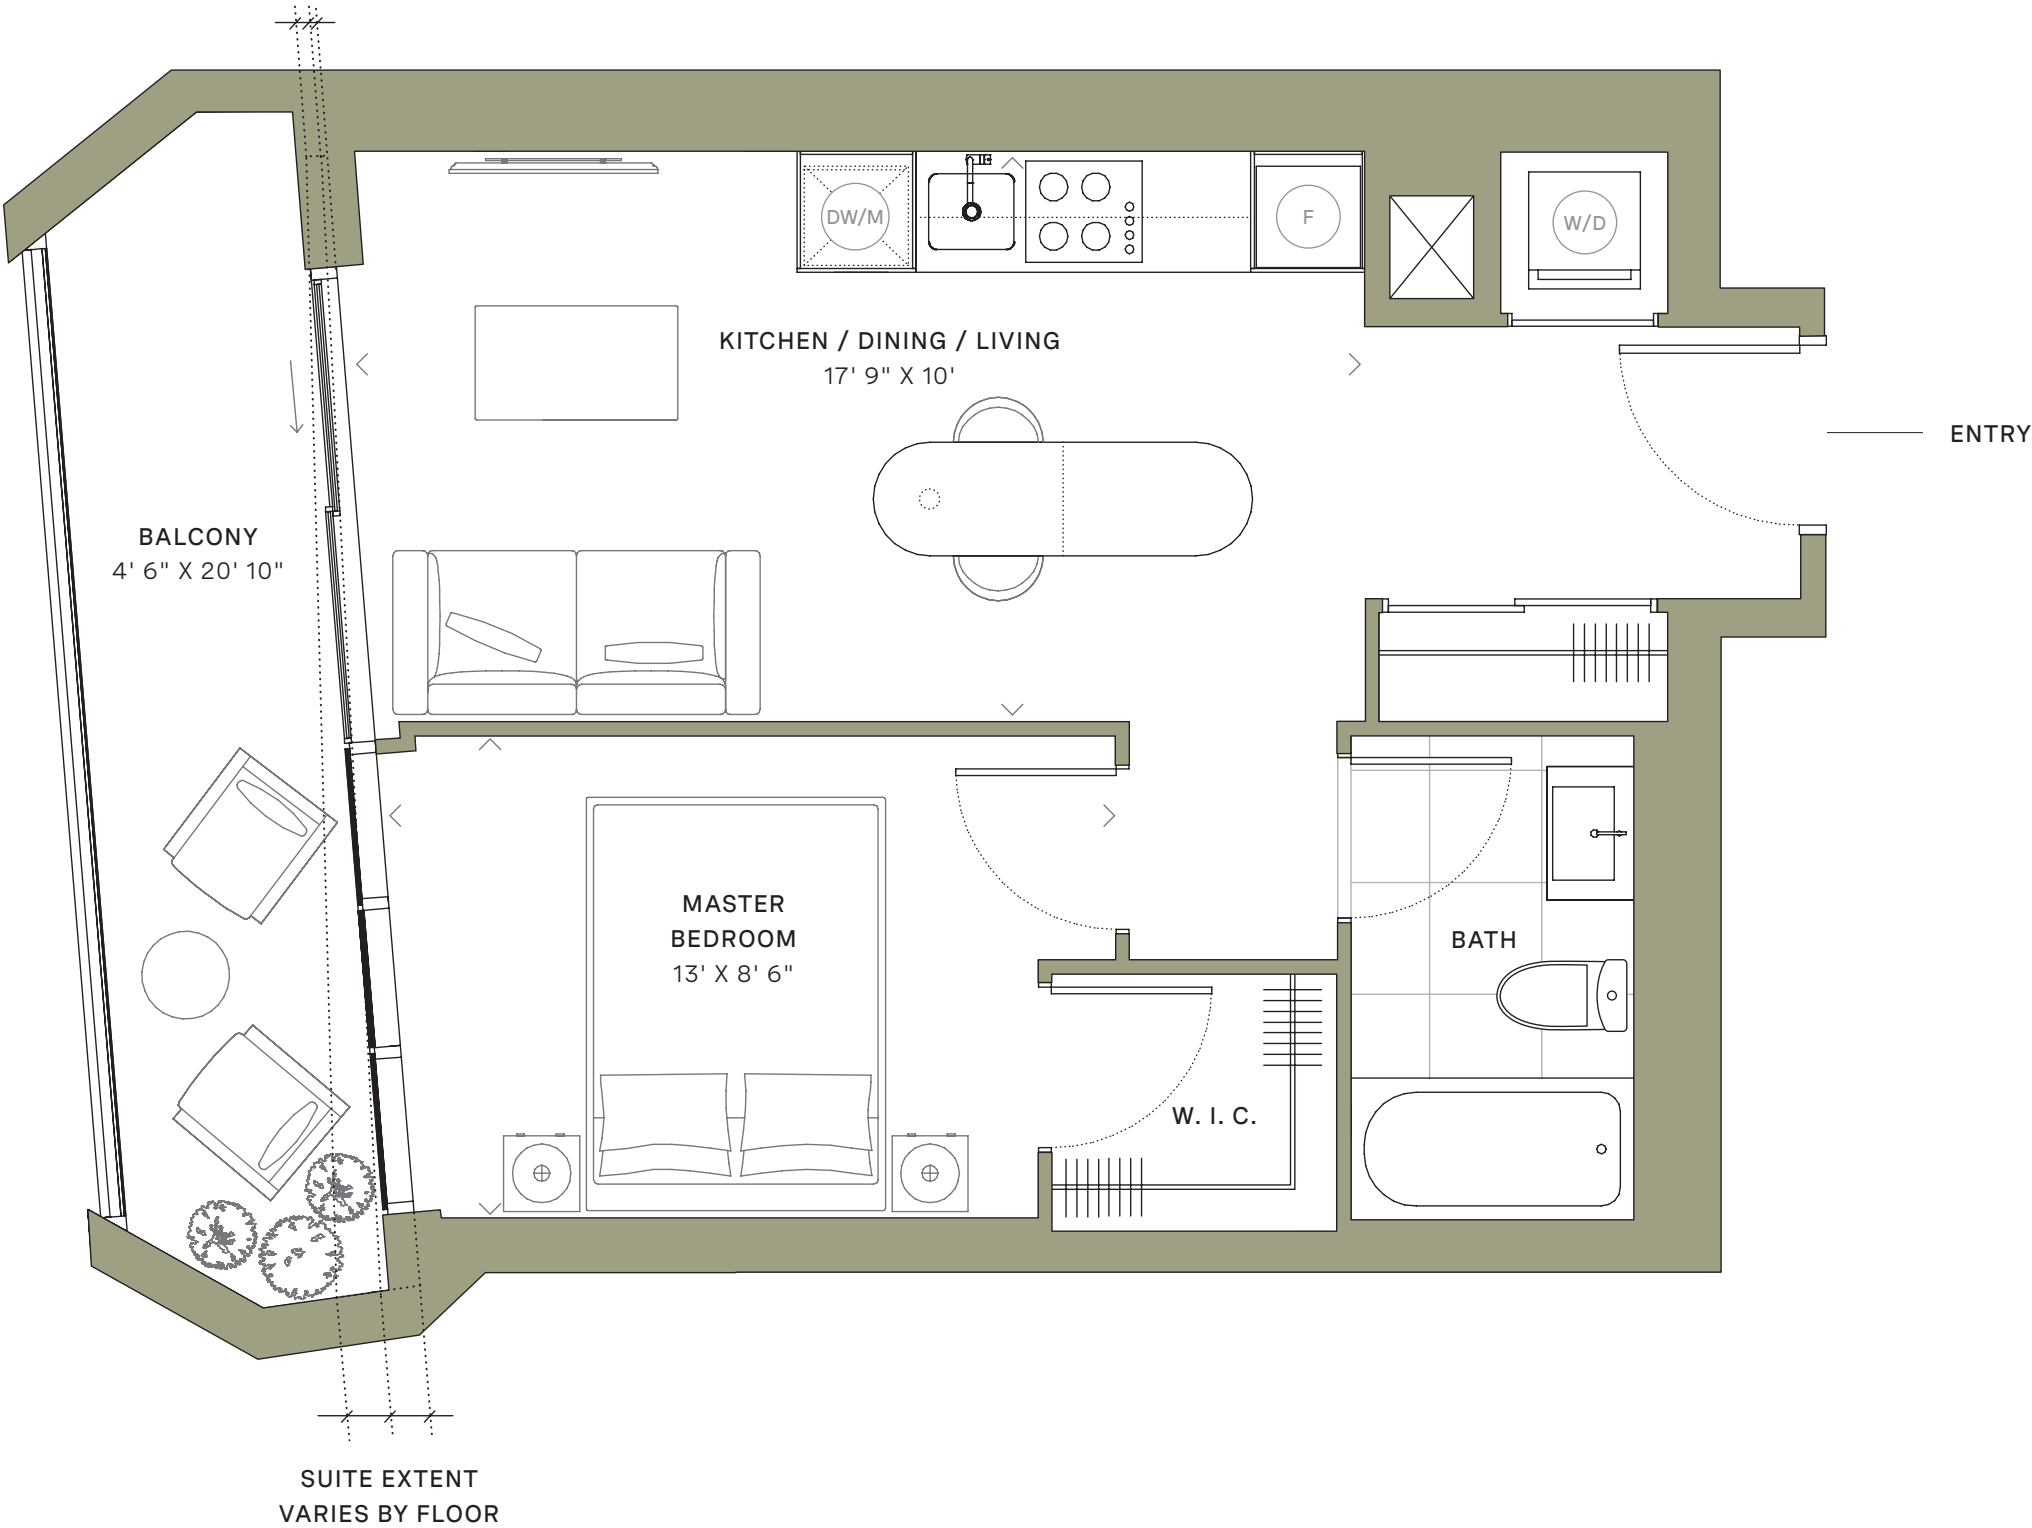 DW/M
F
W/D
KITCHEN / DINING / LIVING
17' 9" X 10'
ENTRY
BALCONY
4' 6" X 20' 10"
MASTER
BEDROOM
13' X 8' 6"
BATH
W. I. C.
SUITE EXTENT
VARIES BY FLOOR